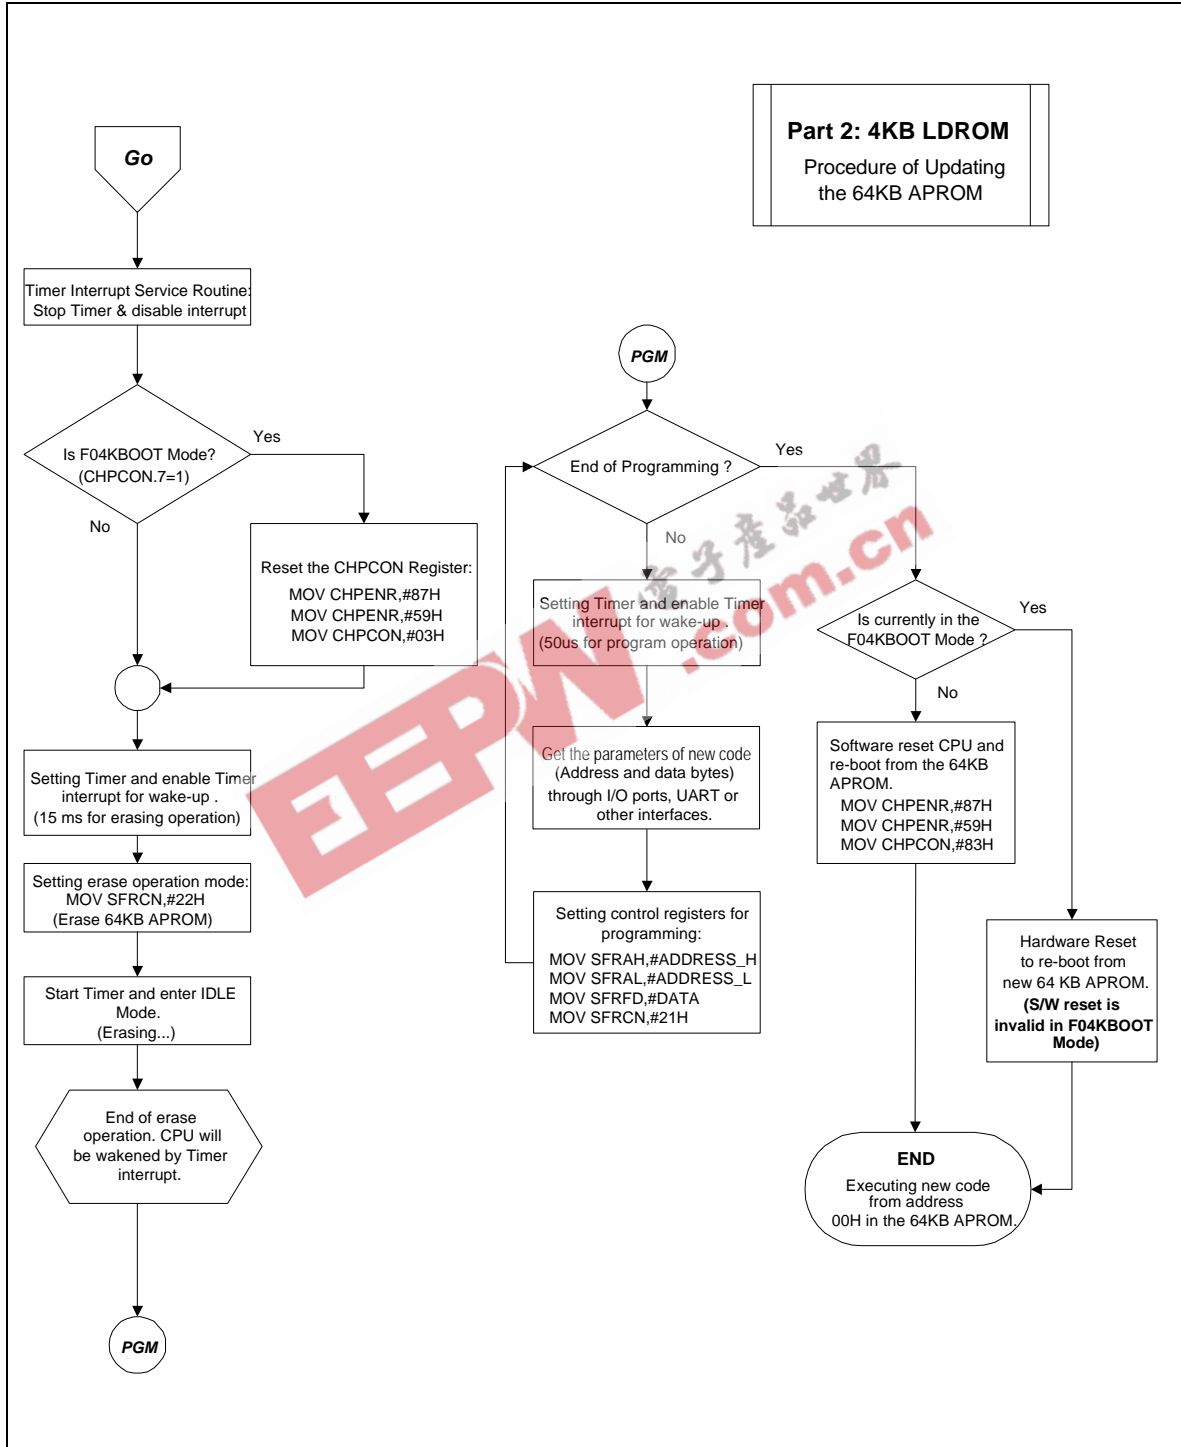 Part 2: 4KB LDROM
Procedure of Updating
the 64KB APROM
Go
Timer Interrupt Service Routine:
Stop Timer & disable interrupt
Is F04KBOOT Mode?
(CHPCON.7=1)
Yes
No
Reset the CHPCON Register:
MOV CHPENR,#87H
MOV CHPENR,#59H
MOV CHPCON,#03H
Setting Timer and enable Timer
interrupt for wake-up .
(15 ms for erasing operation)
Setting erase operation mode:
MOV SFRCN,#22H
(Erase 64KB APROM)
Start Timer and enter IDLE
Mode.
(Erasing...)
End of erase
operation. CPU will
be wakened by Timer
interrupt.
PGM
PGM
End of Programming ?
Yes
No
Setting Timer and enable Timer
interrupt for wake-up .
(50us for program operation)
Get the parameters of new code
(Address and data bytes)
through I/O ports, UART or
other interfaces.
Setting control registers for
programming:
MOV SFRAH,#ADDRESS_H
MOV SFRAL,#ADDRESS_L
MOV SFRFD,#DATA
MOV SFRCN,#21H
Is currently in the
F04KBOOT Mode ?
Yes
No
Software reset CPU and
re-boot from the 64KB
APROM.
MOV CHPENR,#87H
MOV CHPENR,#59H
MOV CHPCON,#83H
Hardware Reset
to re-boot from
new 64 KB APROM.
(S/W reset is
invalid in F04KBOOT
Mode)
END
Executing new code
from address
00H in the 64KB APROM.
電子產品世界
EEPW.com.cn